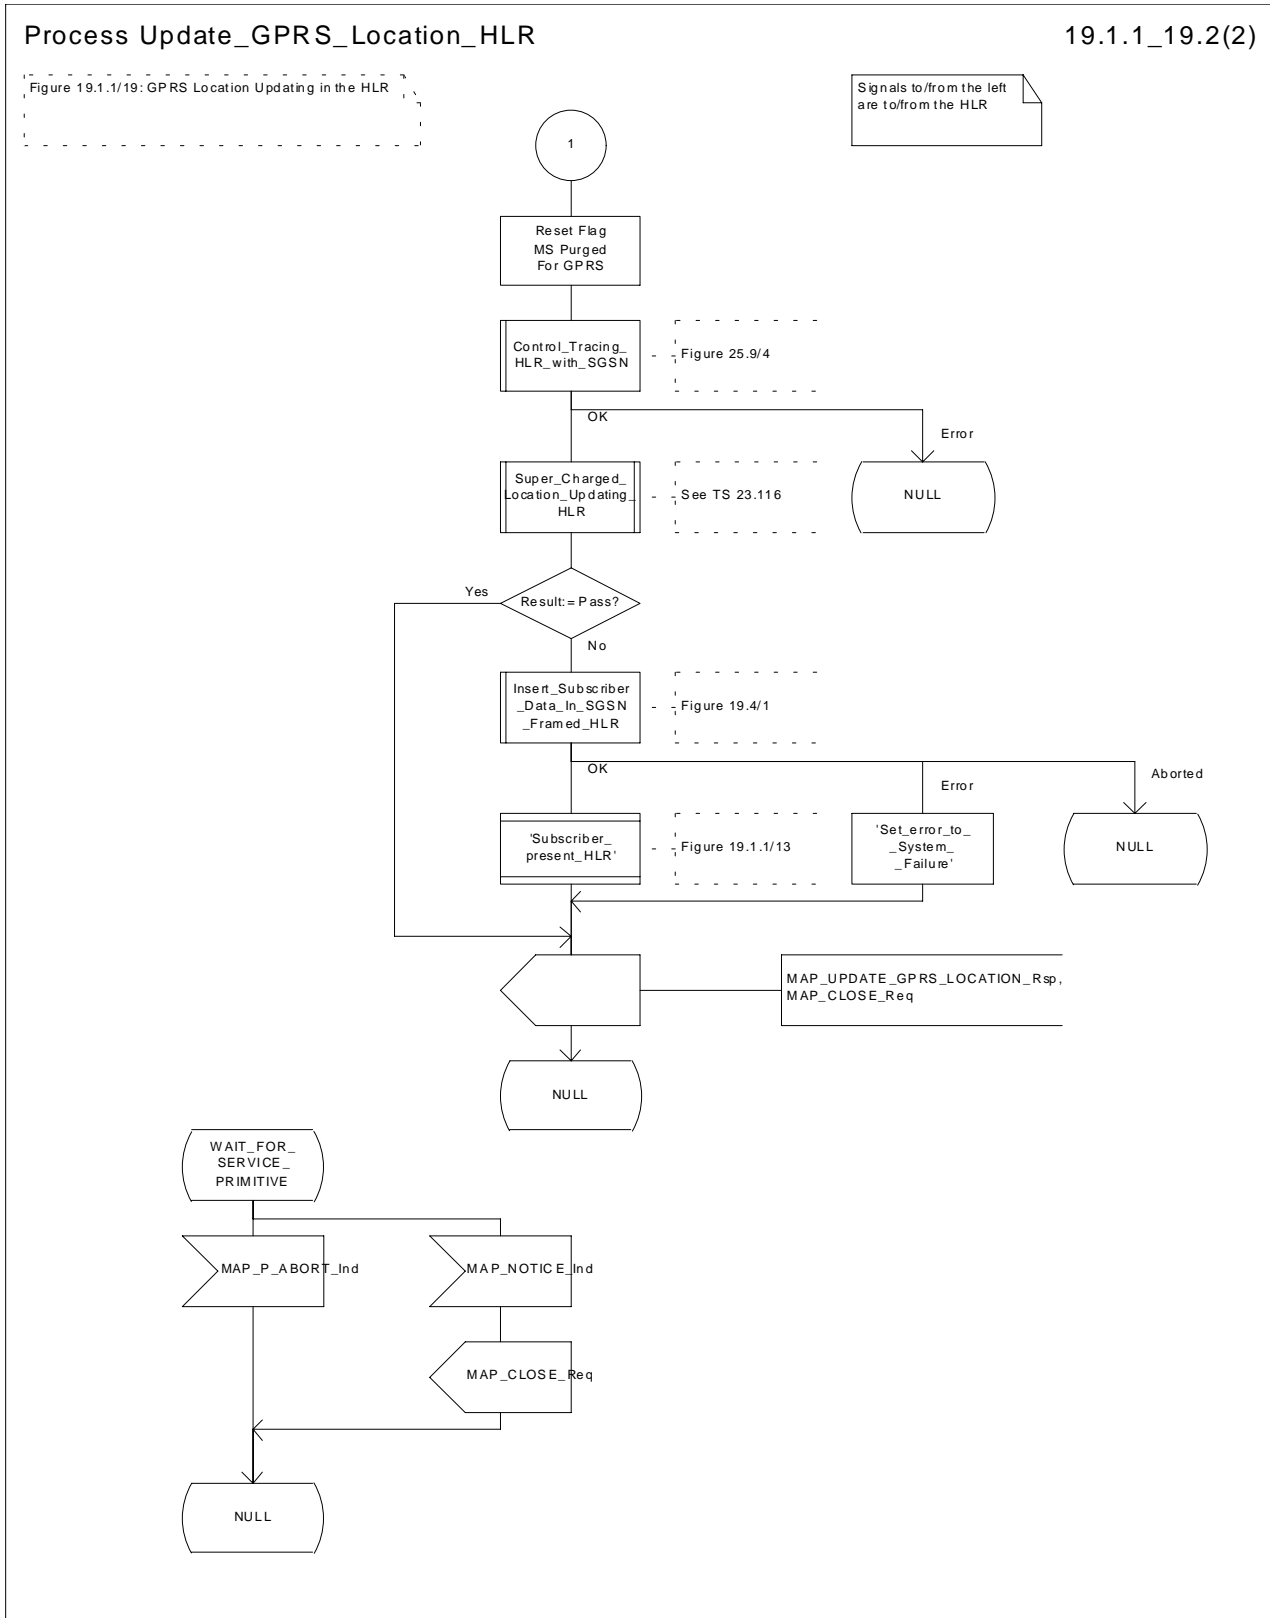 Process Update_GPRS_Location_HLR
19.1.1_19.2(2)
Figure 19.1.1/19: GPRS Location Updating in the HLR
Signals to/from the left
are to/from the HLR
1
Reset Flag
MS Purged
For GPRS
Control_Tracing_
HLR_with_SGSN
Figure 25.9/4
OK
Error
Super_Charged_
Location_Updating_
HLR
See TS 23.116
NULL
Yes
Result:=Pass?
No
Insert_Subscriber
_Data_In_SGSN
_Framed_HLR
Figure 19.4/1
OK
Error
Aborted
'Subscriber_
present_HLR'
Figure 19.1.1/13
'Set_error_to_
_System_
_Failure'
NULL
MAP_UPDATE_GPRS_LOCATION_Rsp,
MAP_CLOSE_Req
NULL
WAIT_FOR_
SERVICE_
PRIMITIVE
MAP_P_ABORT_Ind
MAP_NOTICE_Ind
MAP_CLOSE_Req
NULL